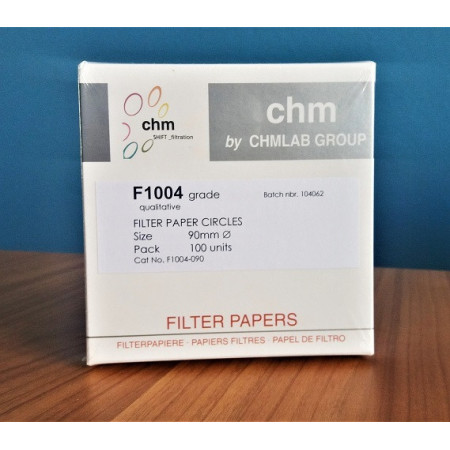 chm
SHIFT_filtration
chm
by CHMLAB GROUP
F1004 grade
qualitative
Batch nbr. 104062
FILTER PAPER CIRCLES
Size 90mm Ø
Pack 100 units
Cat No. F1004-090
FILTER PAPERS
FILTERPAPIERE · PAPIERS FILTRES · PAPEL DE FILTRO